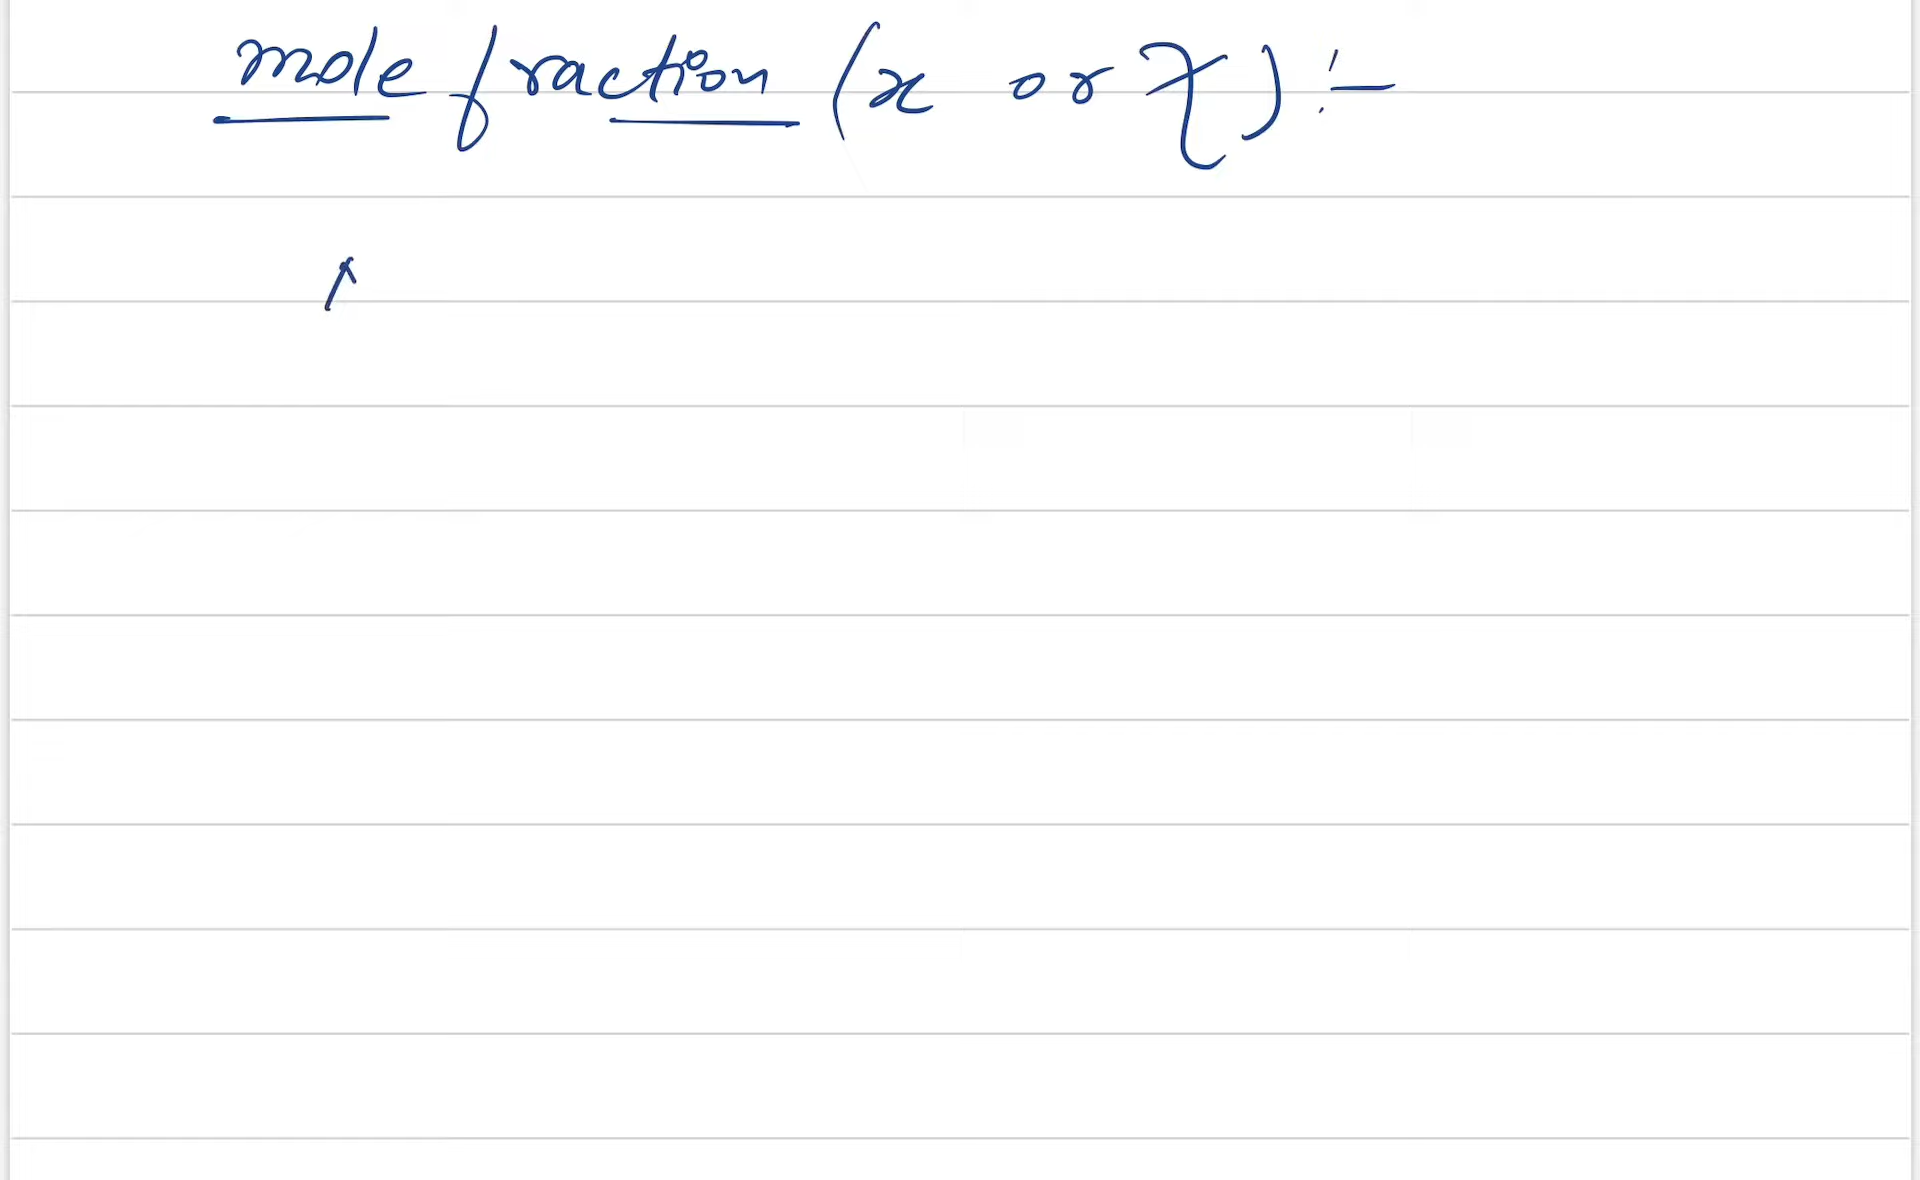 mole fraction (x or χ) :-